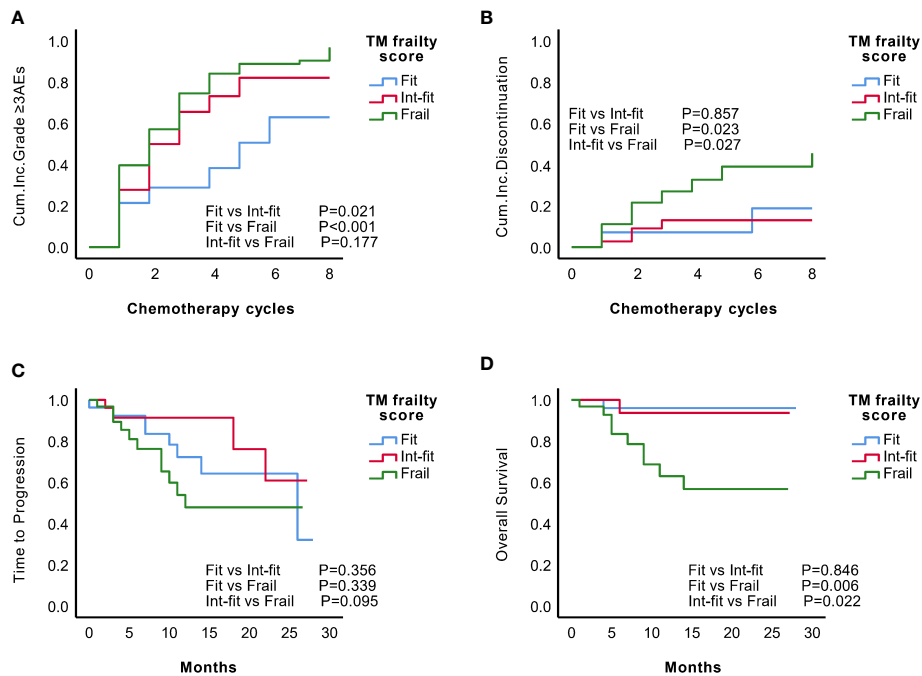 A
Cum.Inc.Grade ≥3AEs
1.0
0.8
0.6
0.4
0.2
0.0
0 2 4 6 8
Chemotherapy cycles
TM frailty
score
Fit
Int-fit
Frail
Fit vs Int-fit P=0.021
Fit vs Frail P<0.001
Int-fit vs Frail P=0.177
B
Cum.Inc.Discontinuation
1.0
0.8
0.6
0.4
0.2
0.0
0 2 4 6 8
Chemotherapy cycles
TM frailty
score
Fit
Int-fit
Frail
Fit vs Int-fit P=0.857
Fit vs Frail P=0.023
Int-fit vs Frail P=0.027
C
Time to Progression
1.0
0.8
0.6
0.4
0.2
0.0
0 5 10 15 20 25 30
Months
TM frailty
score
Fit
Int-fit
Frail
Fit vs Int-fit P=0.356
Fit vs Frail P=0.339
Int-fit vs Frail P=0.095
D
Overall Survival
1.0
0.8
0.6
0.4
0.2
0.0
0 5 10 15 20 25 30
Months
TM frailty
score
Fit
Int-fit
Frail
Fit vs Int-fit P=0.846
Fit vs Frail P=0.006
Int-fit vs Frail P=0.022